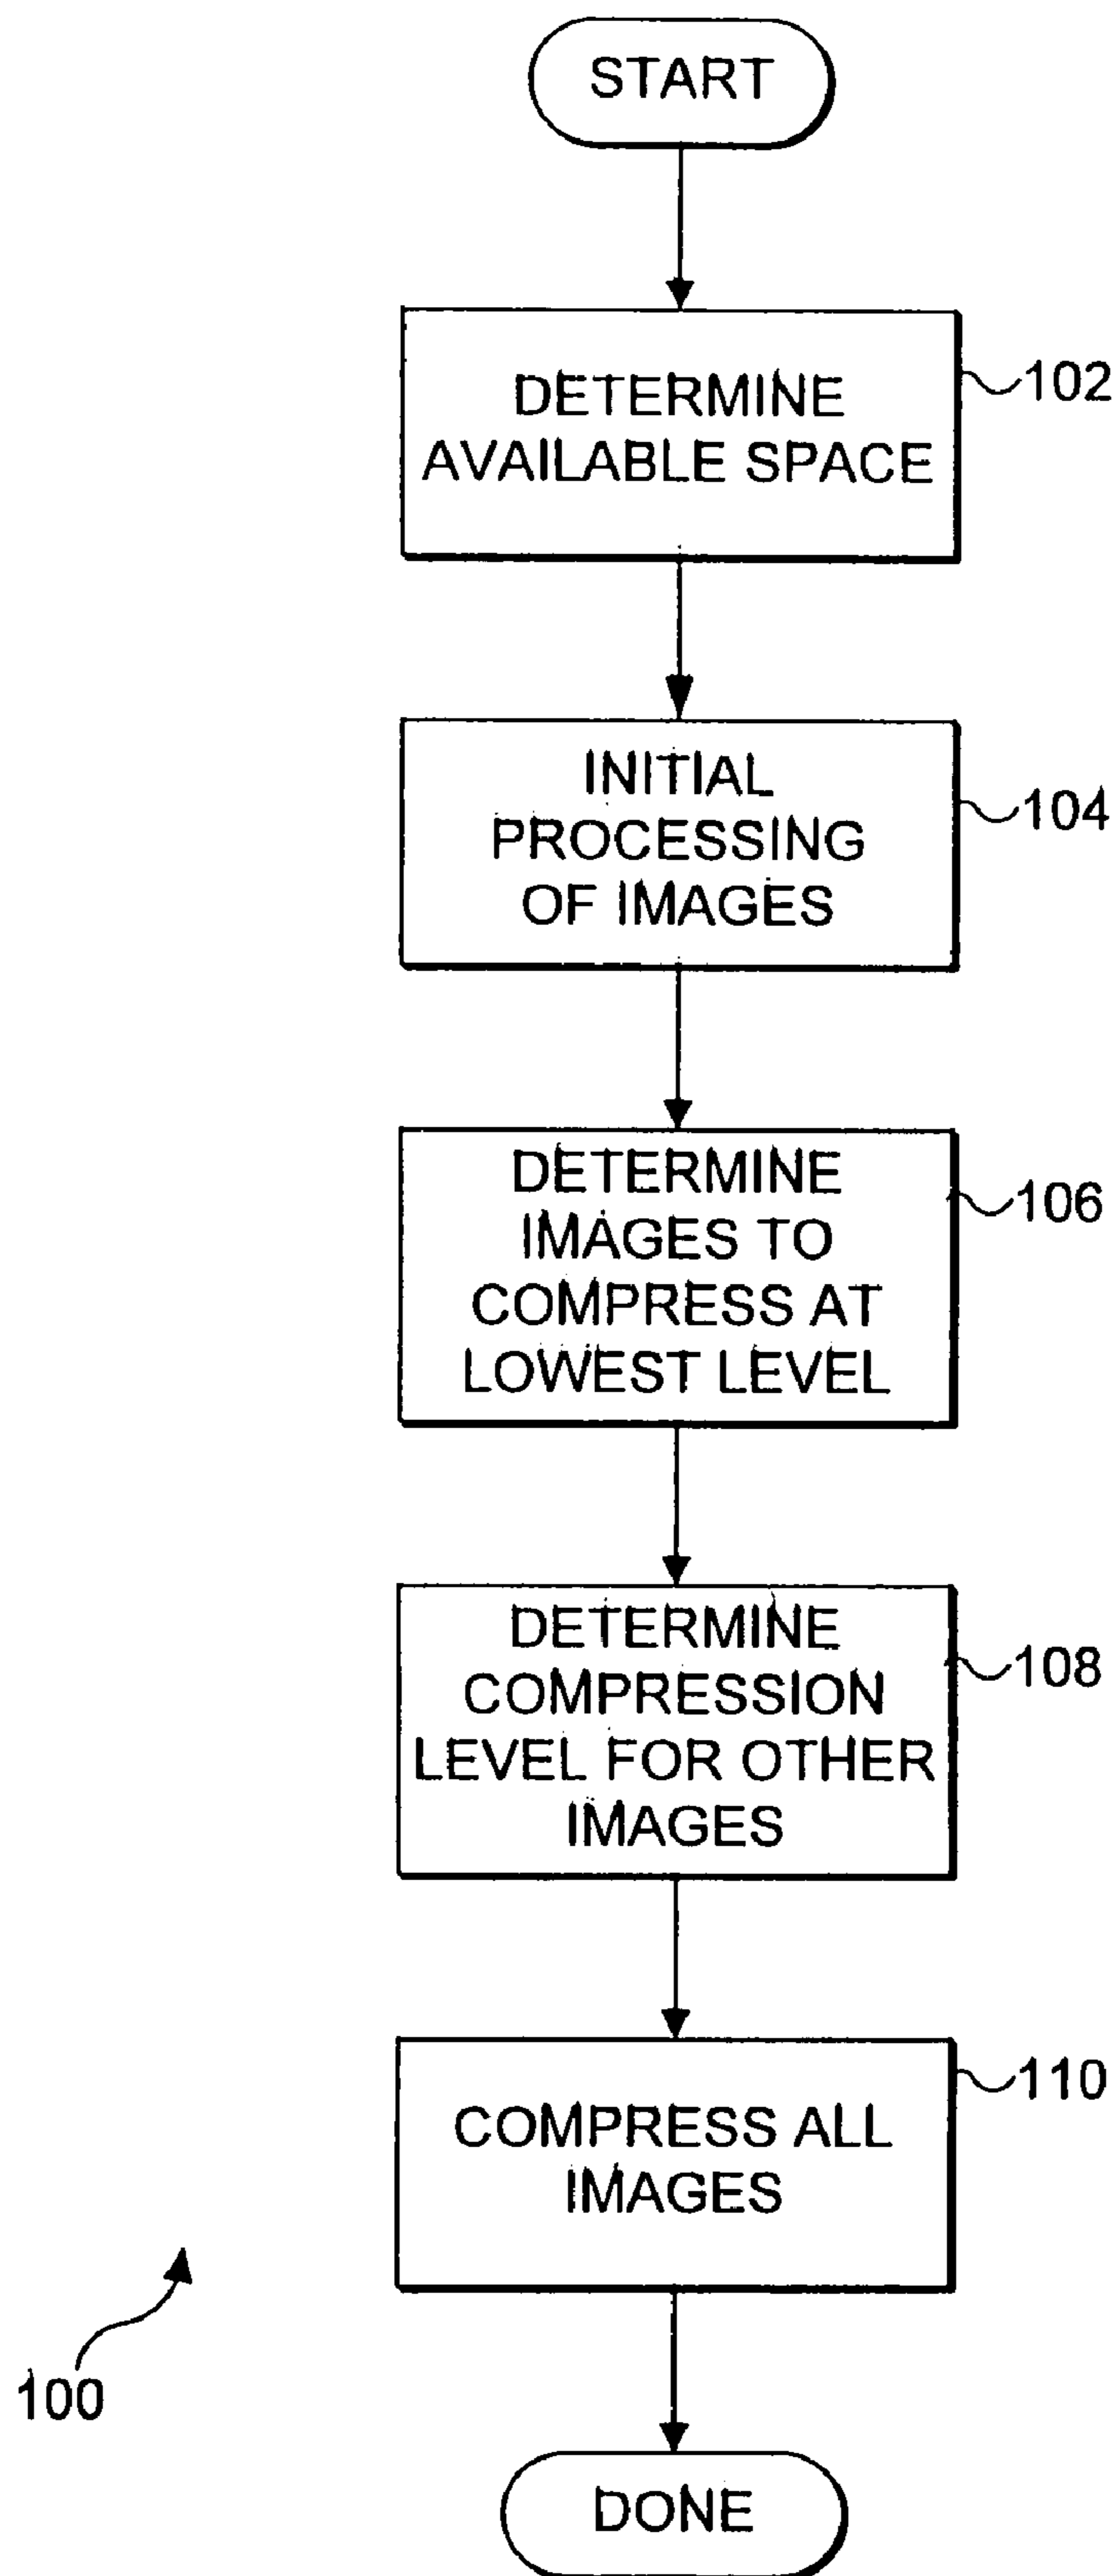 START
DETERMINE
AVAILABLE SPACE
102
INITIAL
PROCESSING
OF IMAGES
104
DETERMINE
IMAGES TO
COMPRESS AT
LOWEST LEVEL
106
DETERMINE
COMPRESSION
LEVEL FOR OTHER
IMAGES
108
COMPRESS ALL
IMAGES
110
100
DONE